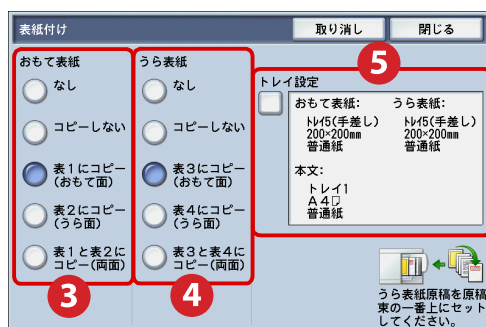 表紙付け
取り消し
閉じる
おもて表紙
なし
コピーしない
表1にコピー
(おもて面)
表2にコピー
(うら面)
表1と表2に
コピー(両面)
3
うら表紙
なし
コピーしない
表3にコピー
(おもて面)
表4にコピー
(うら面)
表3と表4に
コピー(両面)
4
5
トレイ設定
おもて表紙: うら表紙:
トレイ5(手差し) トレイ5(手差し)
200×200mm 200×200mm
普通紙 普通紙
本文:
トレイ1
A4
普通紙
うら表紙原稿を原稿
束の一番上にセット
してください。